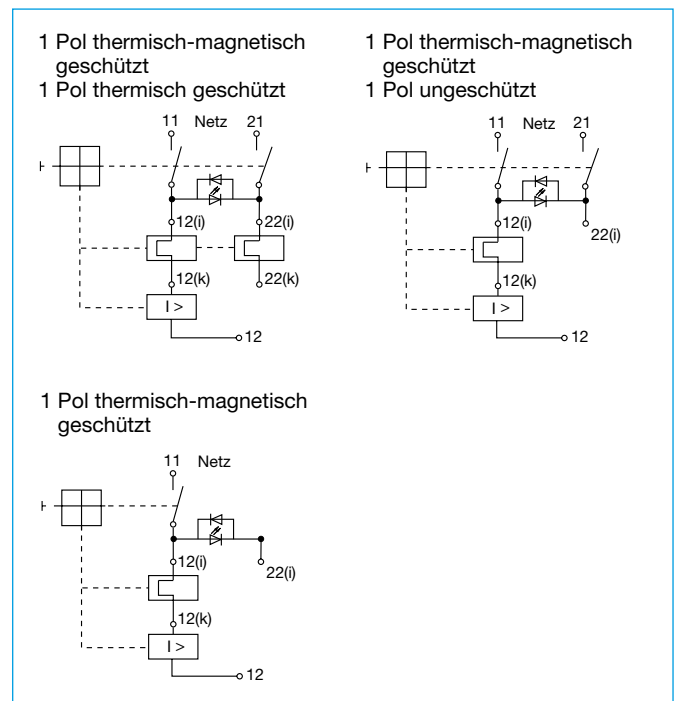 1 Pol thermisch-magnetisch
geschützt
1 Pol thermisch geschützt
11 Netz 21
12(i) 22(i)
12(k) 22(k)
I >
12
1 Pol thermisch-magnetisch
geschützt
1 Pol ungeschützt
11 Netz 21
12(i)
22(i)
12(k)
I >
12
1 Pol thermisch-magnetisch
geschützt
11 Netz
12(i)
22(i)
12(k)
I >
12